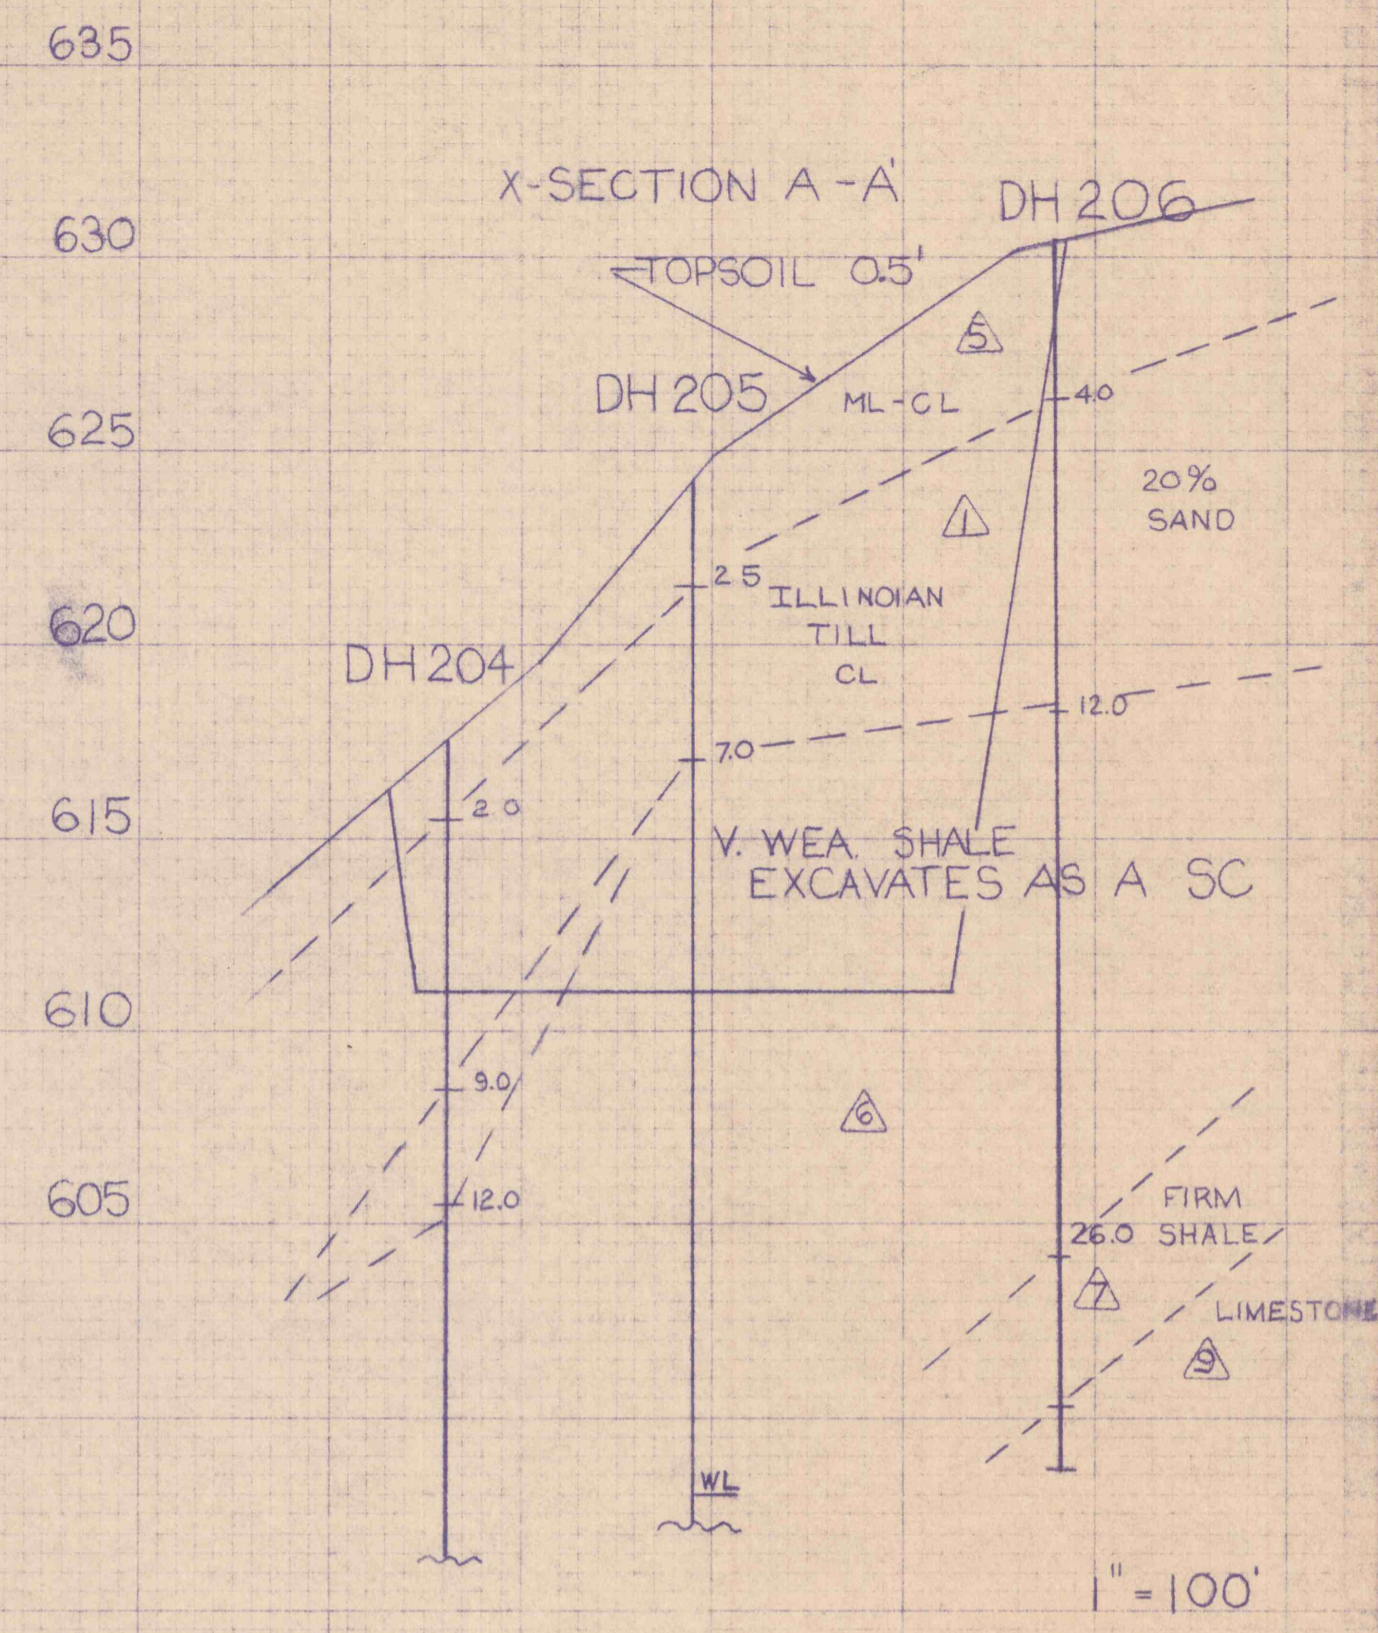 635
X-SECTION A-A'
DH 206
630
TOPSOIL 0.5'
5
DH 205
ML-CL
4.0
625
20%
SAND
1
2 5
ILLINOIAN
TILL
CL
620
DH 204
12.0
7.0
2 0
615
V. WEA. SHALE
EXCAVATES AS A SC
610
9.0
6
12.0
605
FIRM
SHALE
26.0
7
LIMESTONE
9
WL
1" = 100'